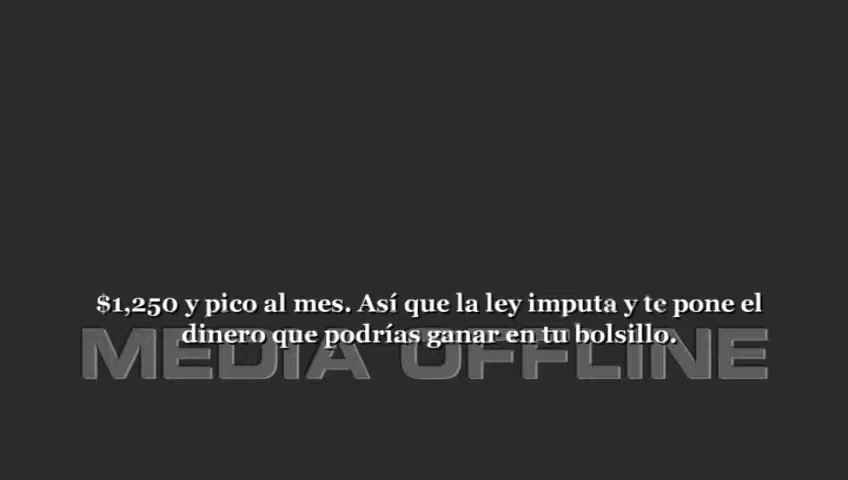 $1,250 y pico al mes. Así que la ley imputa y te pone el
dinero que podrías ganar en tu bolsillo.
MEDIA OFFLINE